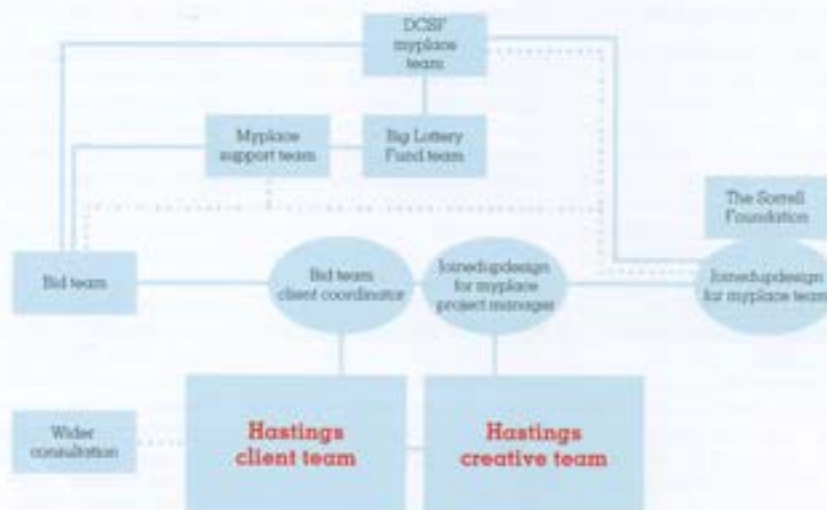 DCSF
myplace
team
Myplace
support team
Big Lottery
Fund team
The Sorrell
Foundation
Bid team
Bid team
client coordinator
Joinedupdesign
for myplace
project manager
Joinedupdesign
for myplace team
Wider
consultation
Hastings
client team
Hastings
creative team